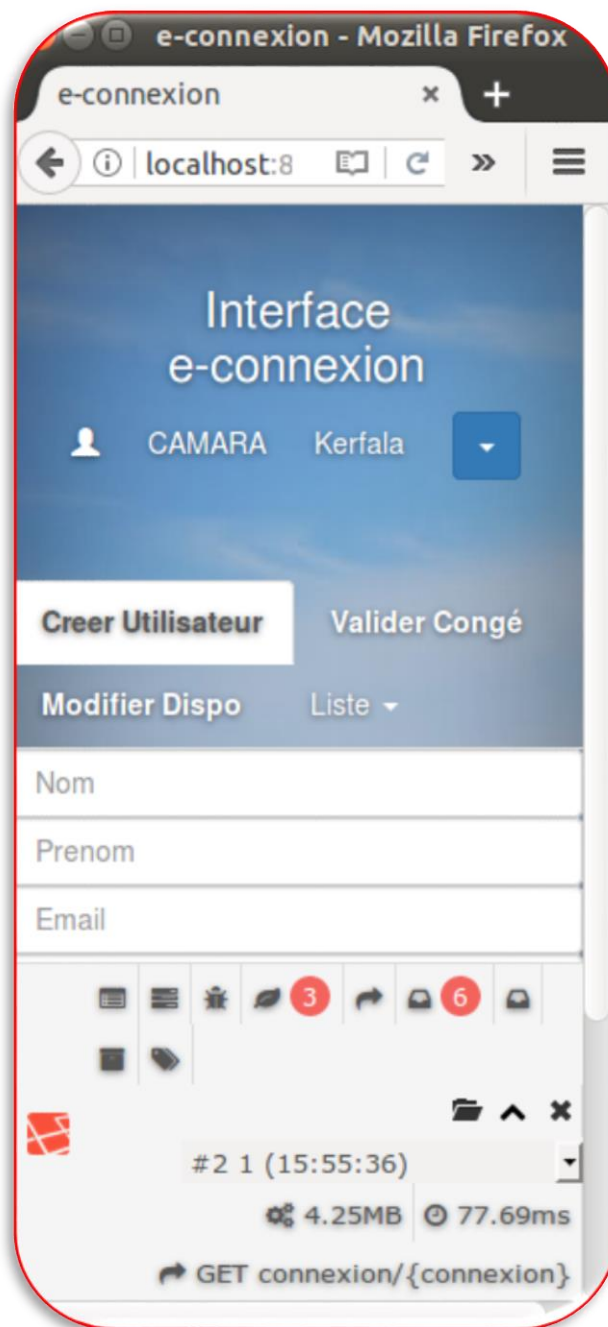 e-connexion - Mozilla Firefox
e-connexion
localhost:8
Interface
e-connexion
CAMARA Kerfala
Creer Utilisateur Valider Congé
Modifier Dispo Liste
Nom
Prenom
Email
3 6
#2 1 (15:55:36)
4.25MB 77.69ms
GET connexion/{connexion}